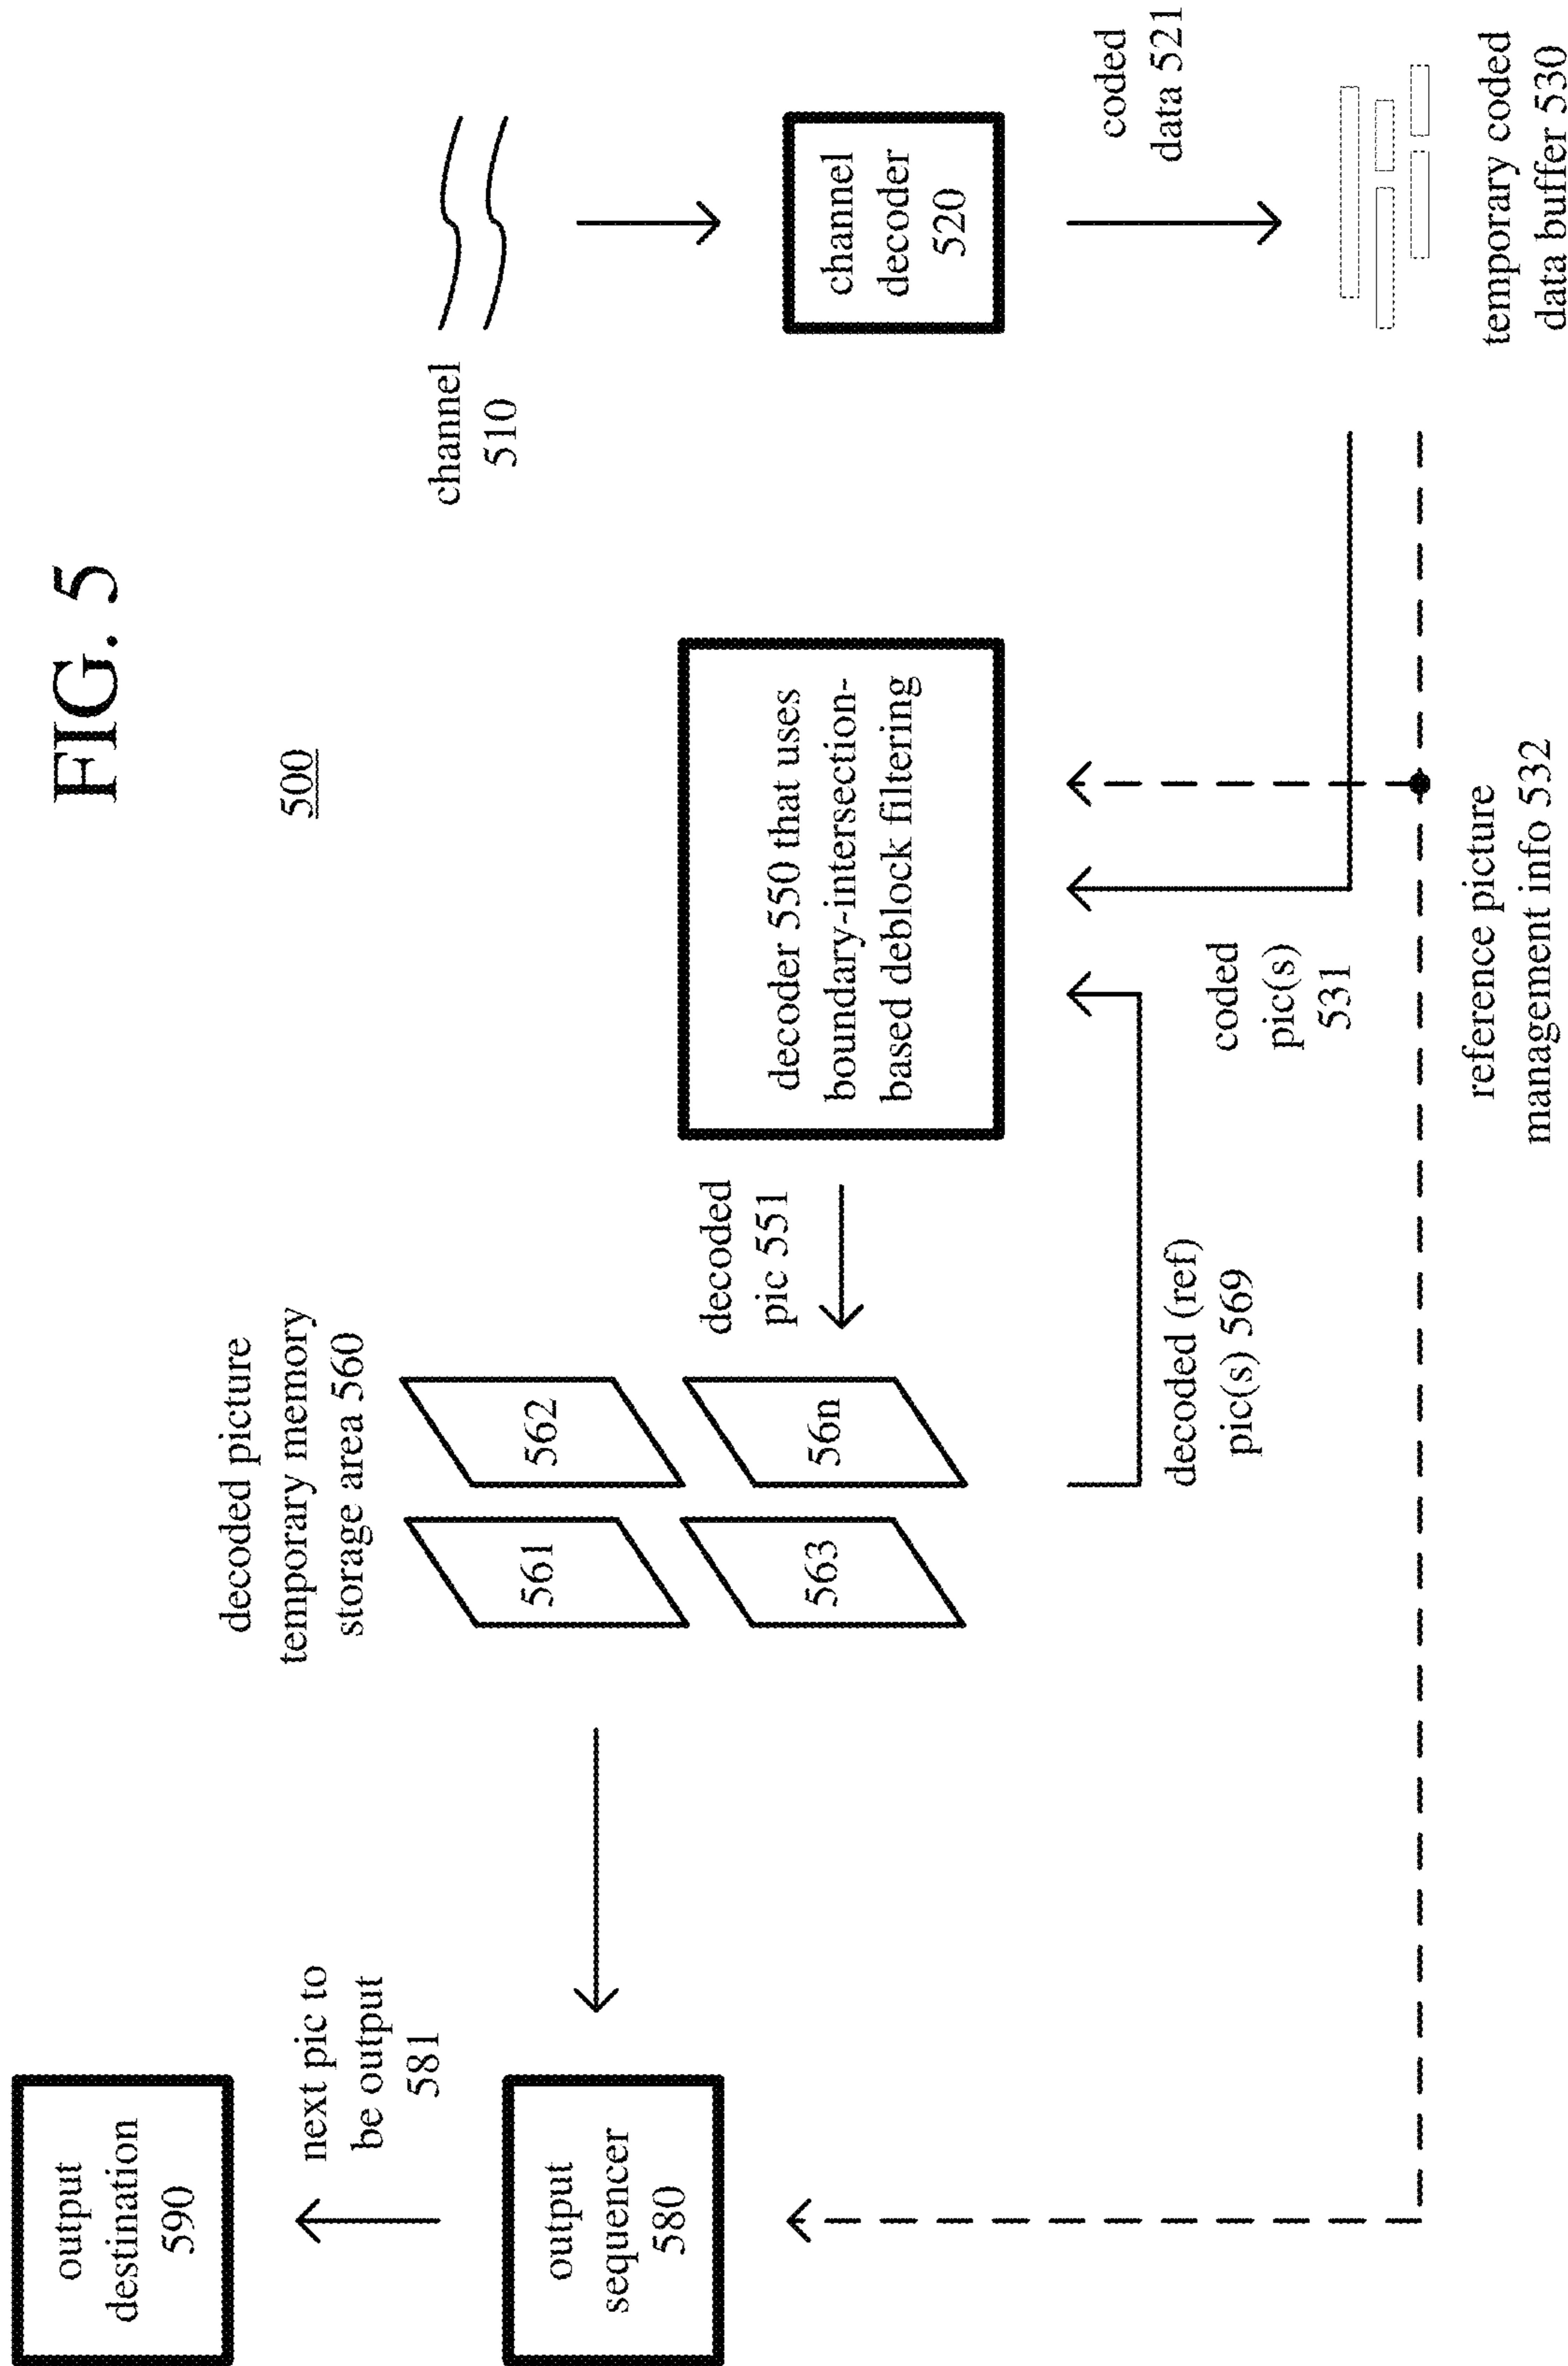 FIG. 5
500
output
destination
590
next pic to
be output
581
output
sequencer
580
decoded picture
temporary memory
storage area 560
561
562
563
56n
decoded
pic 551
decoded (ref)
pic(s) 569
decoder 550 that uses
boundary-intersection-
based deblock filtering
coded
pic(s)
531
reference picture
management info 532
channel
510
channel
decoder
520
coded
data 521
temporary coded
data buffer 530